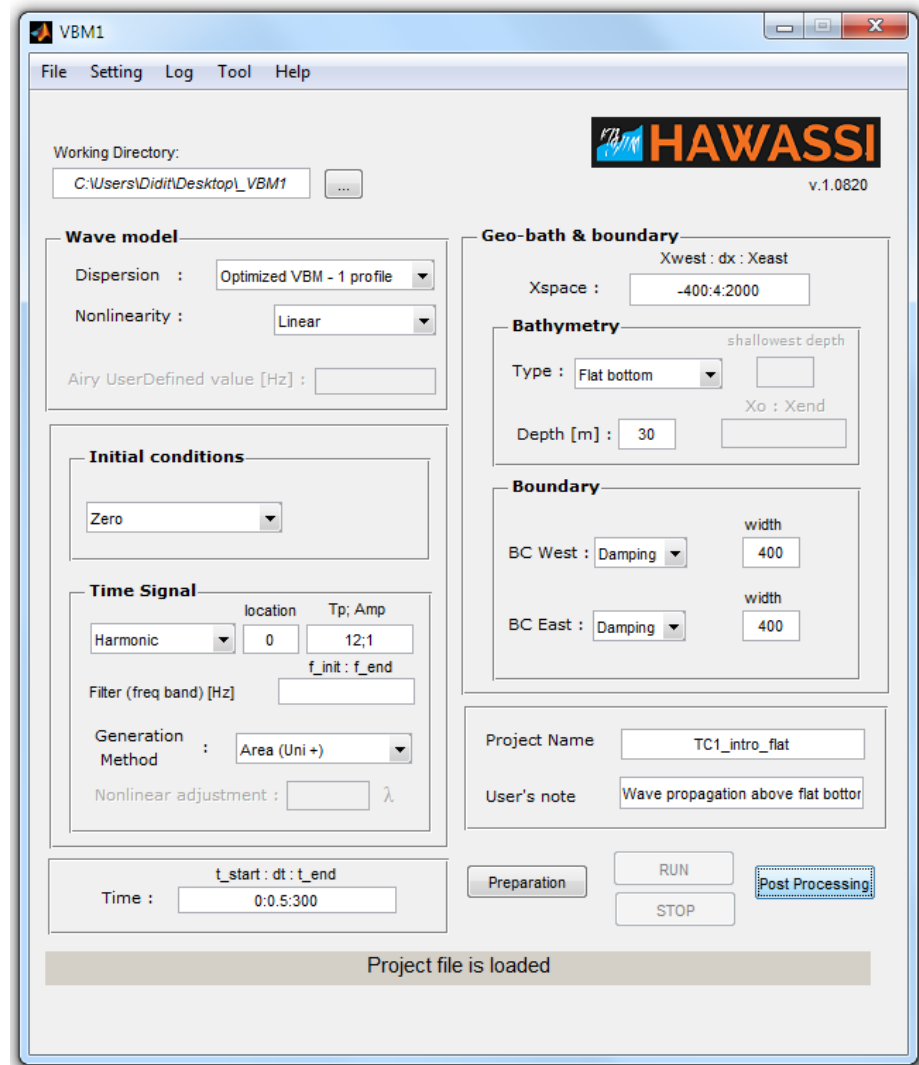 VBM1
File Setting Log Tool Help
HAWASSI
v.1.0820
Working Directory:
C:\Users\Didit\Desktop\_VBM1 ...
Wave model
Dispersion : Optimized VBM - 1 profile
Nonlinearity : Linear
Airy UserDefined value [Hz] :
Initial conditions
Zero
Time Signal
location Tp; Amp
Harmonic 0 12;1
f_init : f_end
Filter (freq band) [Hz]
Generation
Method : Area (Uni +)
Nonlinear adjustment : λ
t_start : dt : t_end
Time : 0:0.5:300
Geo-bath & boundary
Xwest : dx : Xeast
Xspace : -400:4:2000
Bathymetry
shallowest depth
Type : Flat bottom
Xo : Xend
Depth [m] : 30
Boundary
width
BC West : Damping 400
width
BC East : Damping 400
Project Name TC1_intro_flat
User's note Wave propagation above flat bottor
Preparation
RUN
STOP
Post Processing
Project file is loaded